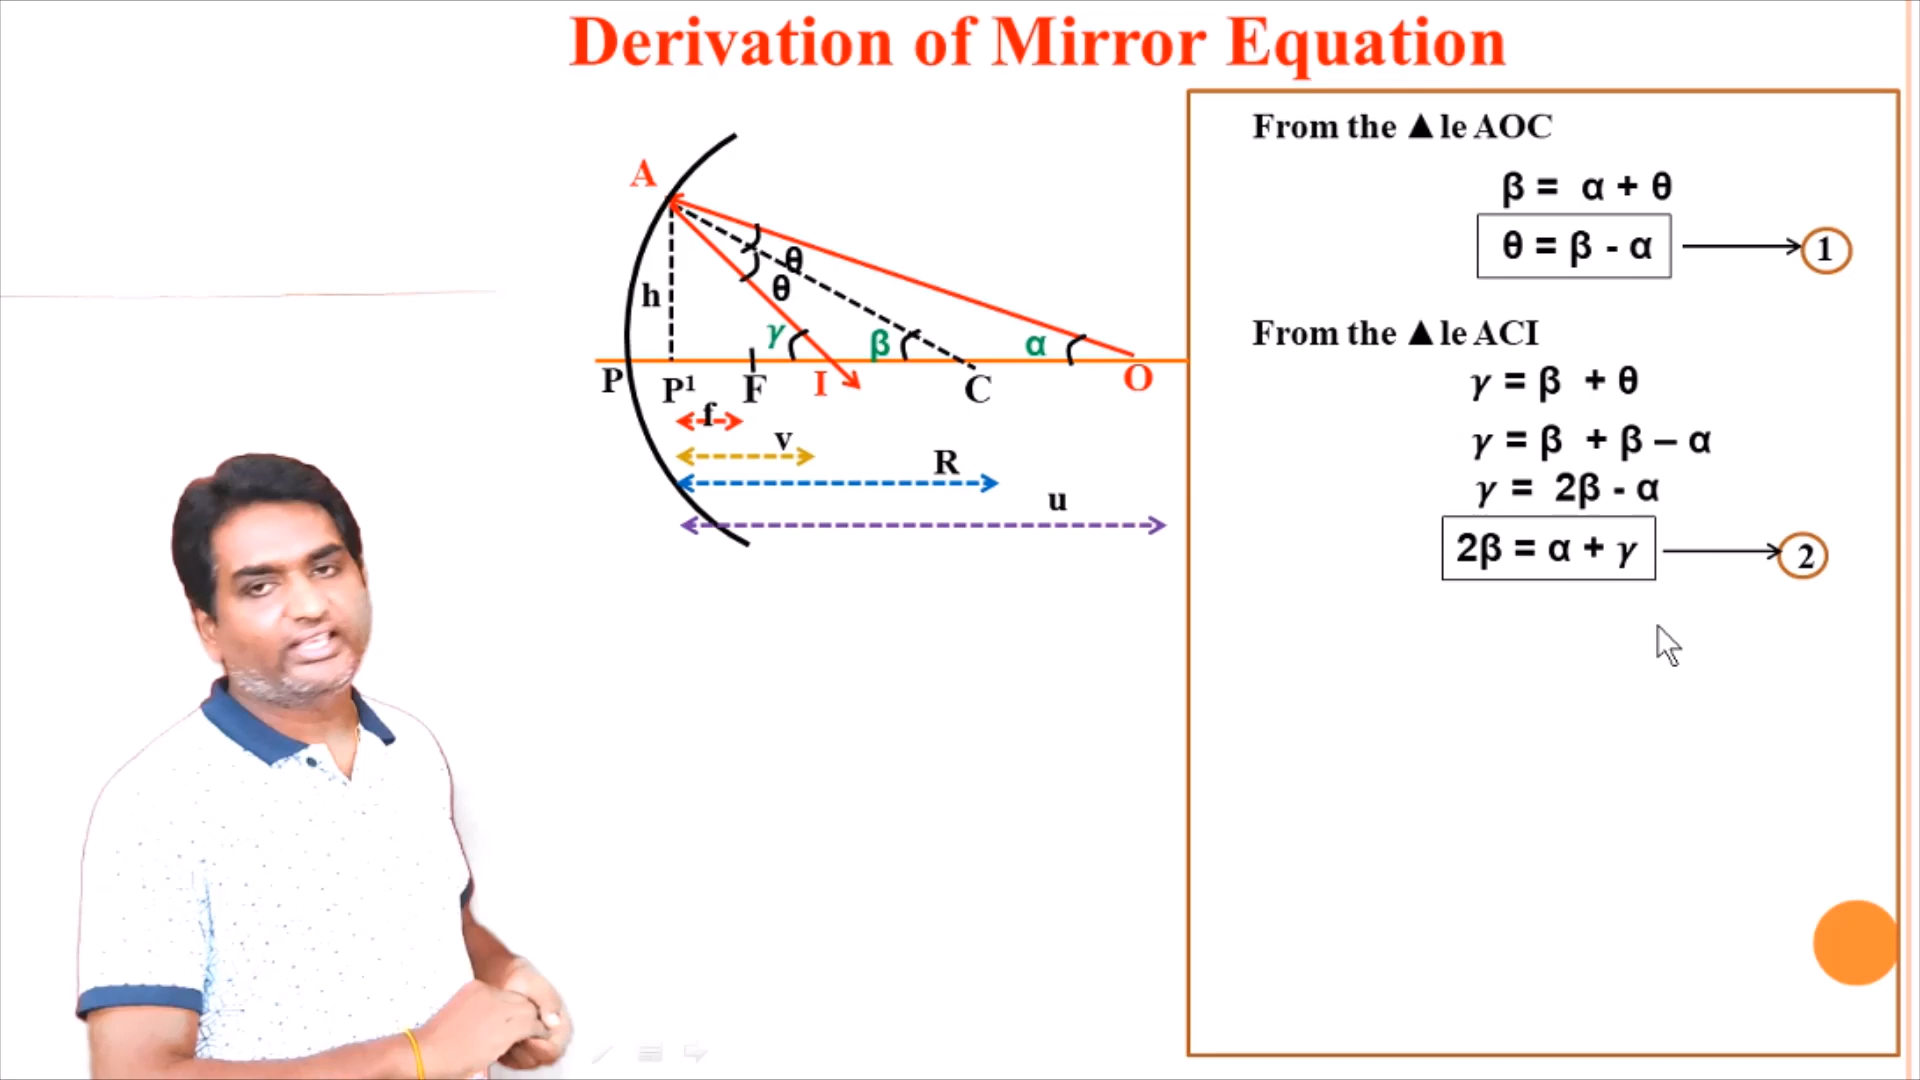 Derivation of Mirror Equation
A
θ
θ
h
γ
β
α
P
P¹
F
I
C
O
f
v
R
u
From the ▲le AOC
β = α + θ
θ = β - α
1
From the ▲le ACI
γ = β + θ
γ = β + β – α
γ = 2β - α
2β = α + γ
2